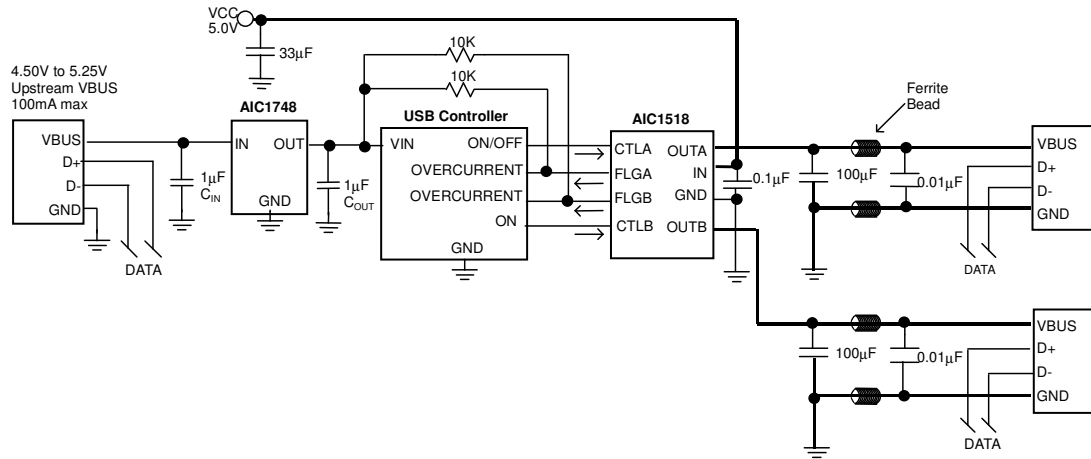 VCC
5.0V
33µF
10K
10K
4.50V to 5.25V
Upstream VBUS
100mA max
VBUS
D+
D-
GND
DATA
1µF
CIN
AIC1748
IN
OUT
GND
1µF
COUT
USB Controller
VIN
ON/OFF
OVERCURRENT
OVERCURRENT
ON
GND
AIC1518
CTLA
FLGA
FLGB
CTLB
OUTA
IN
GND
OUTB
0.1µF
Ferrite
Bead
100µF
0.01µF
VBUS
D+
D-
GND
DATA
100µF
0.01µF
VBUS
D+
D-
GND
DATA